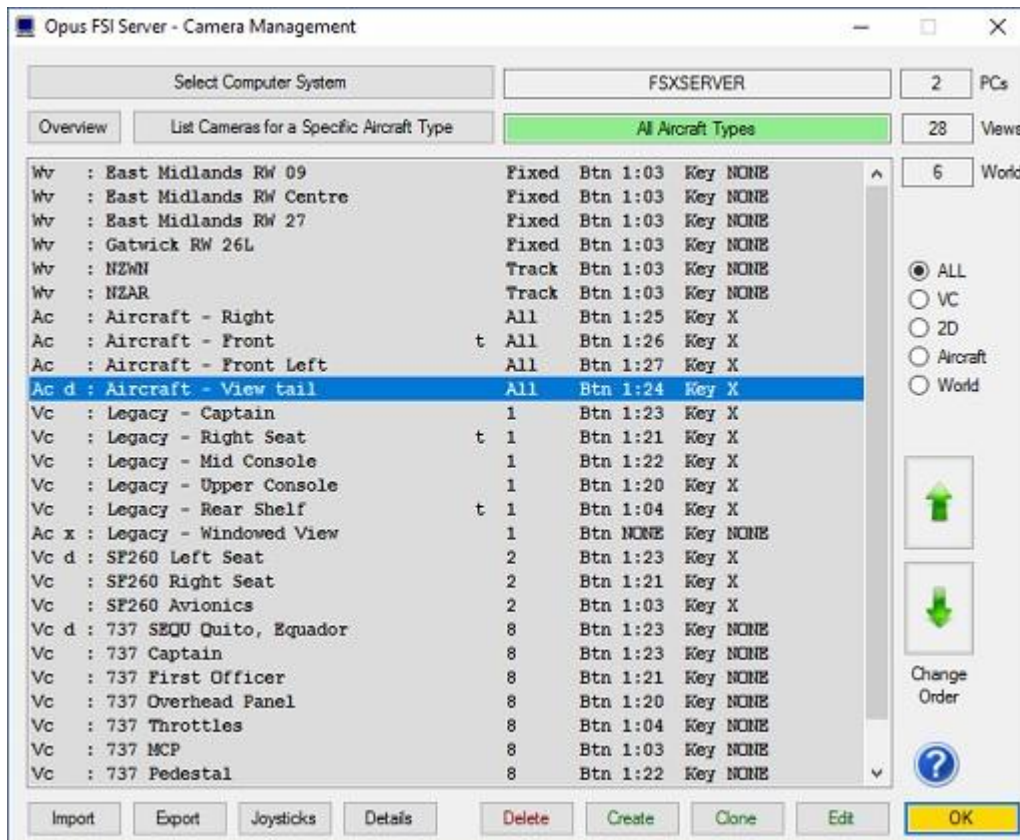 Opus FSI Server - Camera Management
Select Computer System FSXSERVER 2 PCs
Overview List Cameras for a Specific Aircraft Type All Aircraft Types 28 Views
6 World
Wv : East Midlands RW 09 Fixed Btn 1:03 Key NONE
Wv : East Midlands RW Centre Fixed Btn 1:03 Key NONE
Wv : East Midlands RW 27 Fixed Btn 1:03 Key NONE
Wv : Gatwick RW 26L Fixed Btn 1:03 Key NONE
Wv : NZWN Track Btn 1:03 Key NONE
Wv : NZAR Track Btn 1:03 Key NONE
Ac : Aircraft - Right All Btn 1:25 Key X
Ac : Aircraft - Front t All Btn 1:26 Key X
Ac : Aircraft - Front Left All Btn 1:27 Key X
Ac d : Aircraft - View tail All Btn 1:24 Key X
Vc : Legacy - Captain 1 Btn 1:23 Key X
Vc : Legacy - Right Seat t 1 Btn 1:21 Key X
Vc : Legacy - Mid Console 1 Btn 1:22 Key X
Vc : Legacy - Upper Console 1 Btn 1:20 Key X
Vc : Legacy - Rear Shelf t 1 Btn 1:04 Key X
Ac x : Legacy - Windowed View 1 Btn NONE Key NONE
Vc d : SF260 Left Seat 2 Btn 1:23 Key X
Vc : SF260 Right Seat 2 Btn 1:21 Key X
Vc : SF260 Avionics 2 Btn 1:03 Key X
Vc d : 737 SEQU Quito, Equador 8 Btn 1:23 Key NONE
Vc : 737 Captain 8 Btn 1:23 Key NONE
Vc : 737 First Officer 8 Btn 1:21 Key NONE
Vc : 737 Overhead Panel 8 Btn 1:20 Key NONE
Vc : 737 Throttles 8 Btn 1:04 Key NONE
Vc : 737 MCP 8 Btn 1:03 Key NONE
Vc : 737 Pedestal 8 Btn 1:22 Key NONE
ALL
VC
2D
Aircraft
World
Change
Order
?
Import Export Joysticks Details Delete Create Clone Edit OK